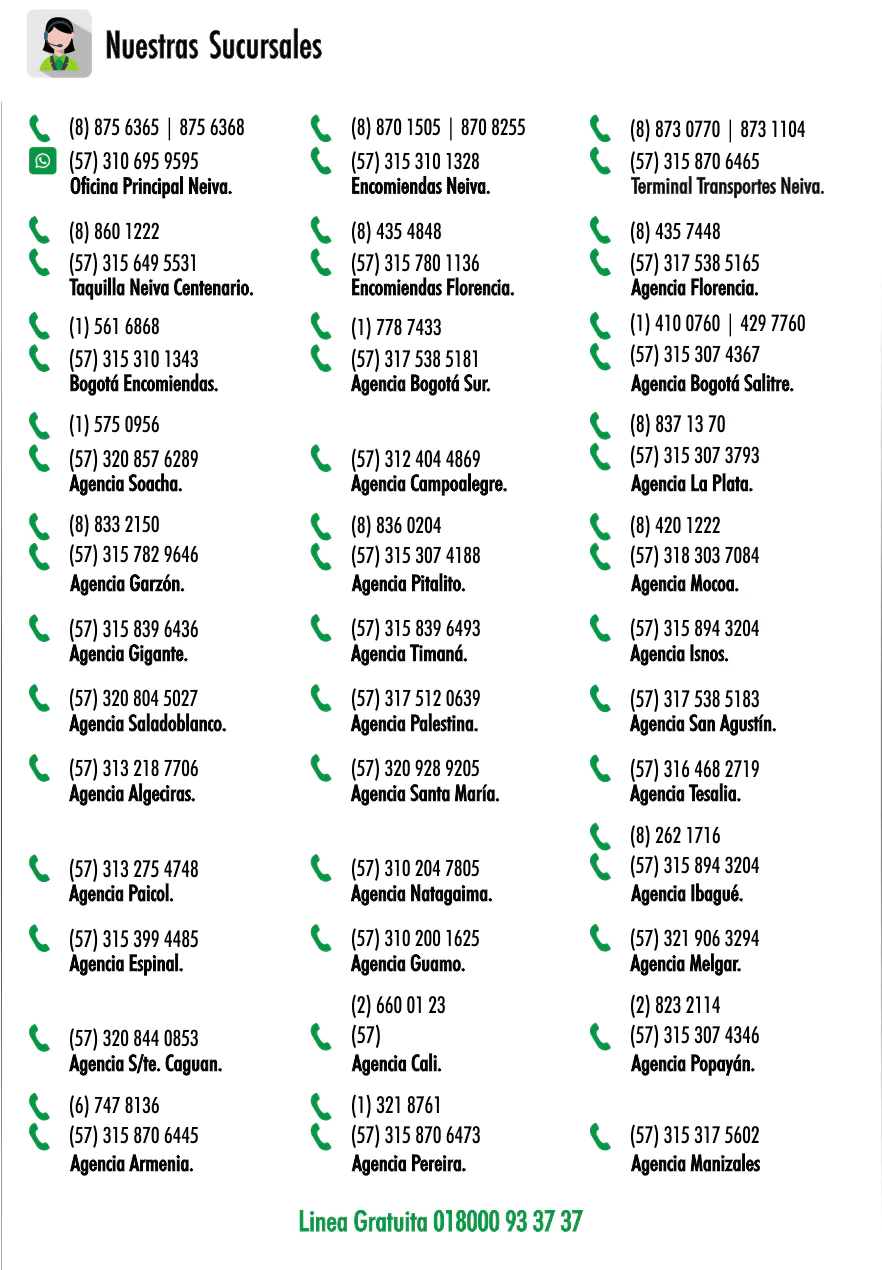 Nuestras Sucursales
(8) 875 6365 | 875 6368
(57) 310 695 9595
Oficina Principal Neiva.
(8) 870 1505 | 870 8255
(57) 315 310 1328
Encomiendas Neiva.
(8) 873 0770 | 873 1104
(57) 315 870 6465
Terminal Transportes Neiva.
(8) 860 1222
(57) 315 649 5531
Taquilla Neiva Centenario.
(8) 435 4848
(57) 315 780 1136
Encomiendas Florencia.
(8) 435 7448
(57) 317 538 5165
Agencia Florencia.
(1) 561 6868
(57) 315 310 1343
Bogotá Encomiendas.
(1) 778 7433
(57) 317 538 5181
Agencia Bogotá Sur.
(1) 410 0760 | 429 7760
(57) 315 307 4367
Agencia Bogotá Salitre.
(1) 575 0956
(57) 320 857 6289
Agencia Soacha.
(57) 312 404 4869
Agencia Campoalegre.
(8) 837 13 70
(57) 315 307 3793
Agencia La Plata.
(8) 833 2150
(57) 315 782 9646
Agencia Garzón.
(8) 836 0204
(57) 315 307 4188
Agencia Pitalito.
(8) 420 1222
(57) 318 303 7084
Agencia Mocoa.
(57) 315 839 6436
Agencia Gigante.
(57) 315 839 6493
Agencia Timaná.
(57) 315 894 3204
Agencia Isnos.
(57) 320 804 5027
Agencia Saladoblanco.
(57) 317 512 0639
Agencia Palestina.
(57) 317 538 5183
Agencia San Agustín.
(57) 313 218 7706
Agencia Algeciras.
(57) 320 928 9205
Agencia Santa María.
(57) 316 468 2719
Agencia Tesalia.
(57) 313 275 4748
Agencia Paicol.
(57) 310 204 7805
Agencia Natagaima.
(8) 262 1716
(57) 315 894 3204
Agencia Ibagué.
(57) 315 399 4485
Agencia Espinal.
(57) 310 200 1625
Agencia Guamo.
(57) 321 906 3294
Agencia Melgar.
(57) 320 844 0853
Agencia S/te. Caguan.
(2) 660 01 23
(57)
Agencia Cali.
(2) 823 2114
(57) 315 307 4346
Agencia Popayán.
(6) 747 8136
(57) 315 870 6445
Agencia Armenia.
(1) 321 8761
(57) 315 870 6473
Agencia Pereira.
(57) 315 317 5602
Agencia Manizales
Linea Gratuita 018000 93 37 37